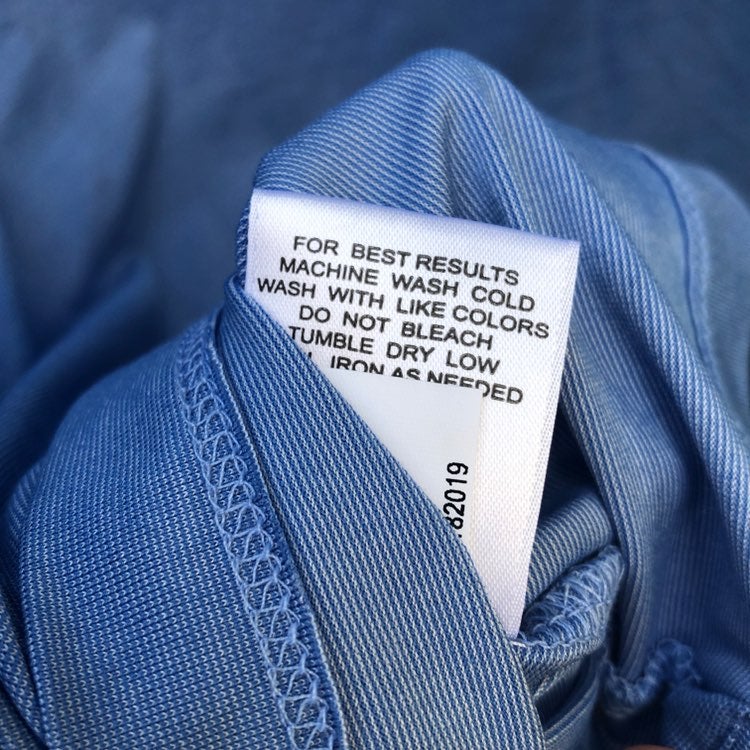 FOR BEST RESULTS
MACHINE WASH COLD
WASH WITH LIKE COLORS
DO NOT BLEACH
TUMBLE DRY LOW
IRON AS NEEDED
82019